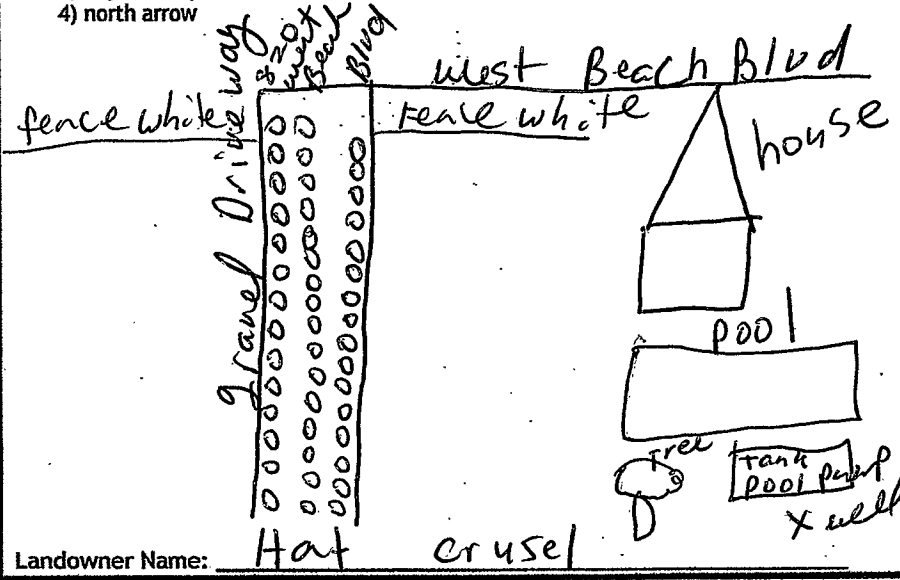 4) north arrow
gravel Driveway
820
West
Beach
Blvd
West Beach Blvd
fence white
fence white
house
pool
Tree
Tank
pool pump
X well
Landowner Name: Hat crusel